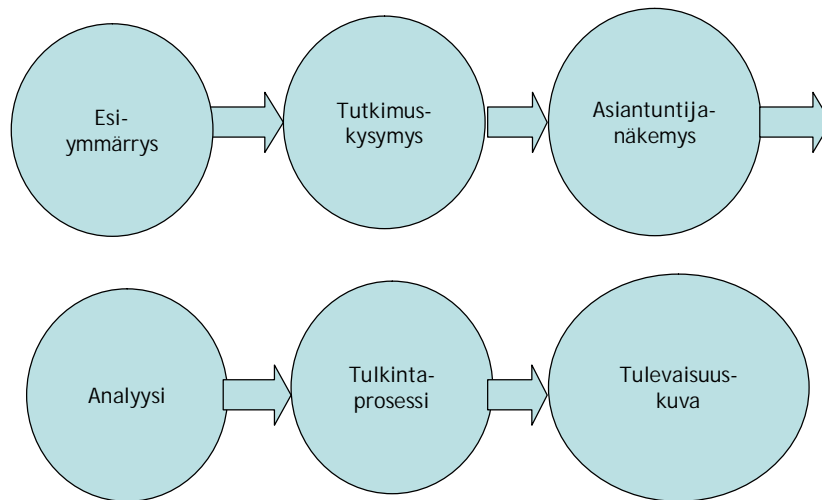 Esi-
ymmärrys
Tutkimus-
kysymys
Asiantuntija-
näkemys
Analyysi
Tulkinta-
prosessi
Tulevaisuus-
kuva